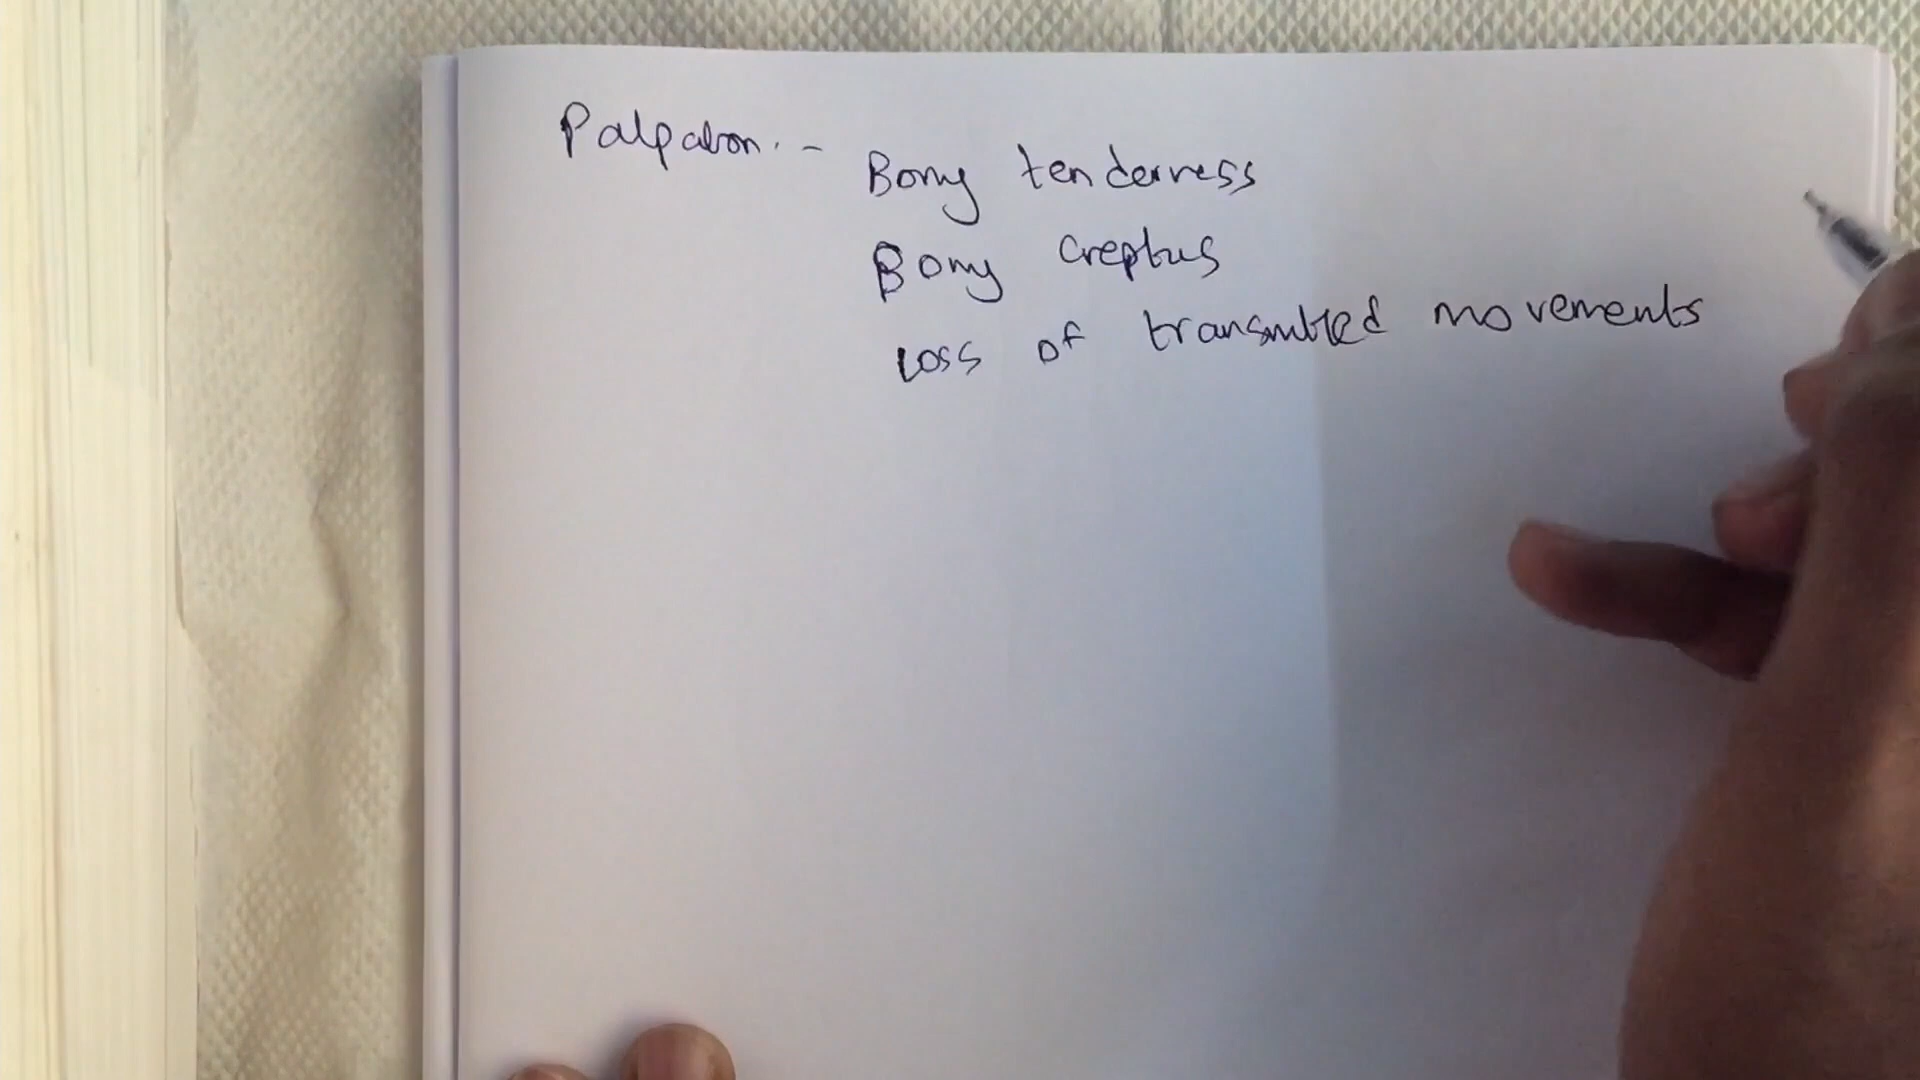 Palpation. - Bony tenderness
Bony crepitus
Loss of transmitted movements